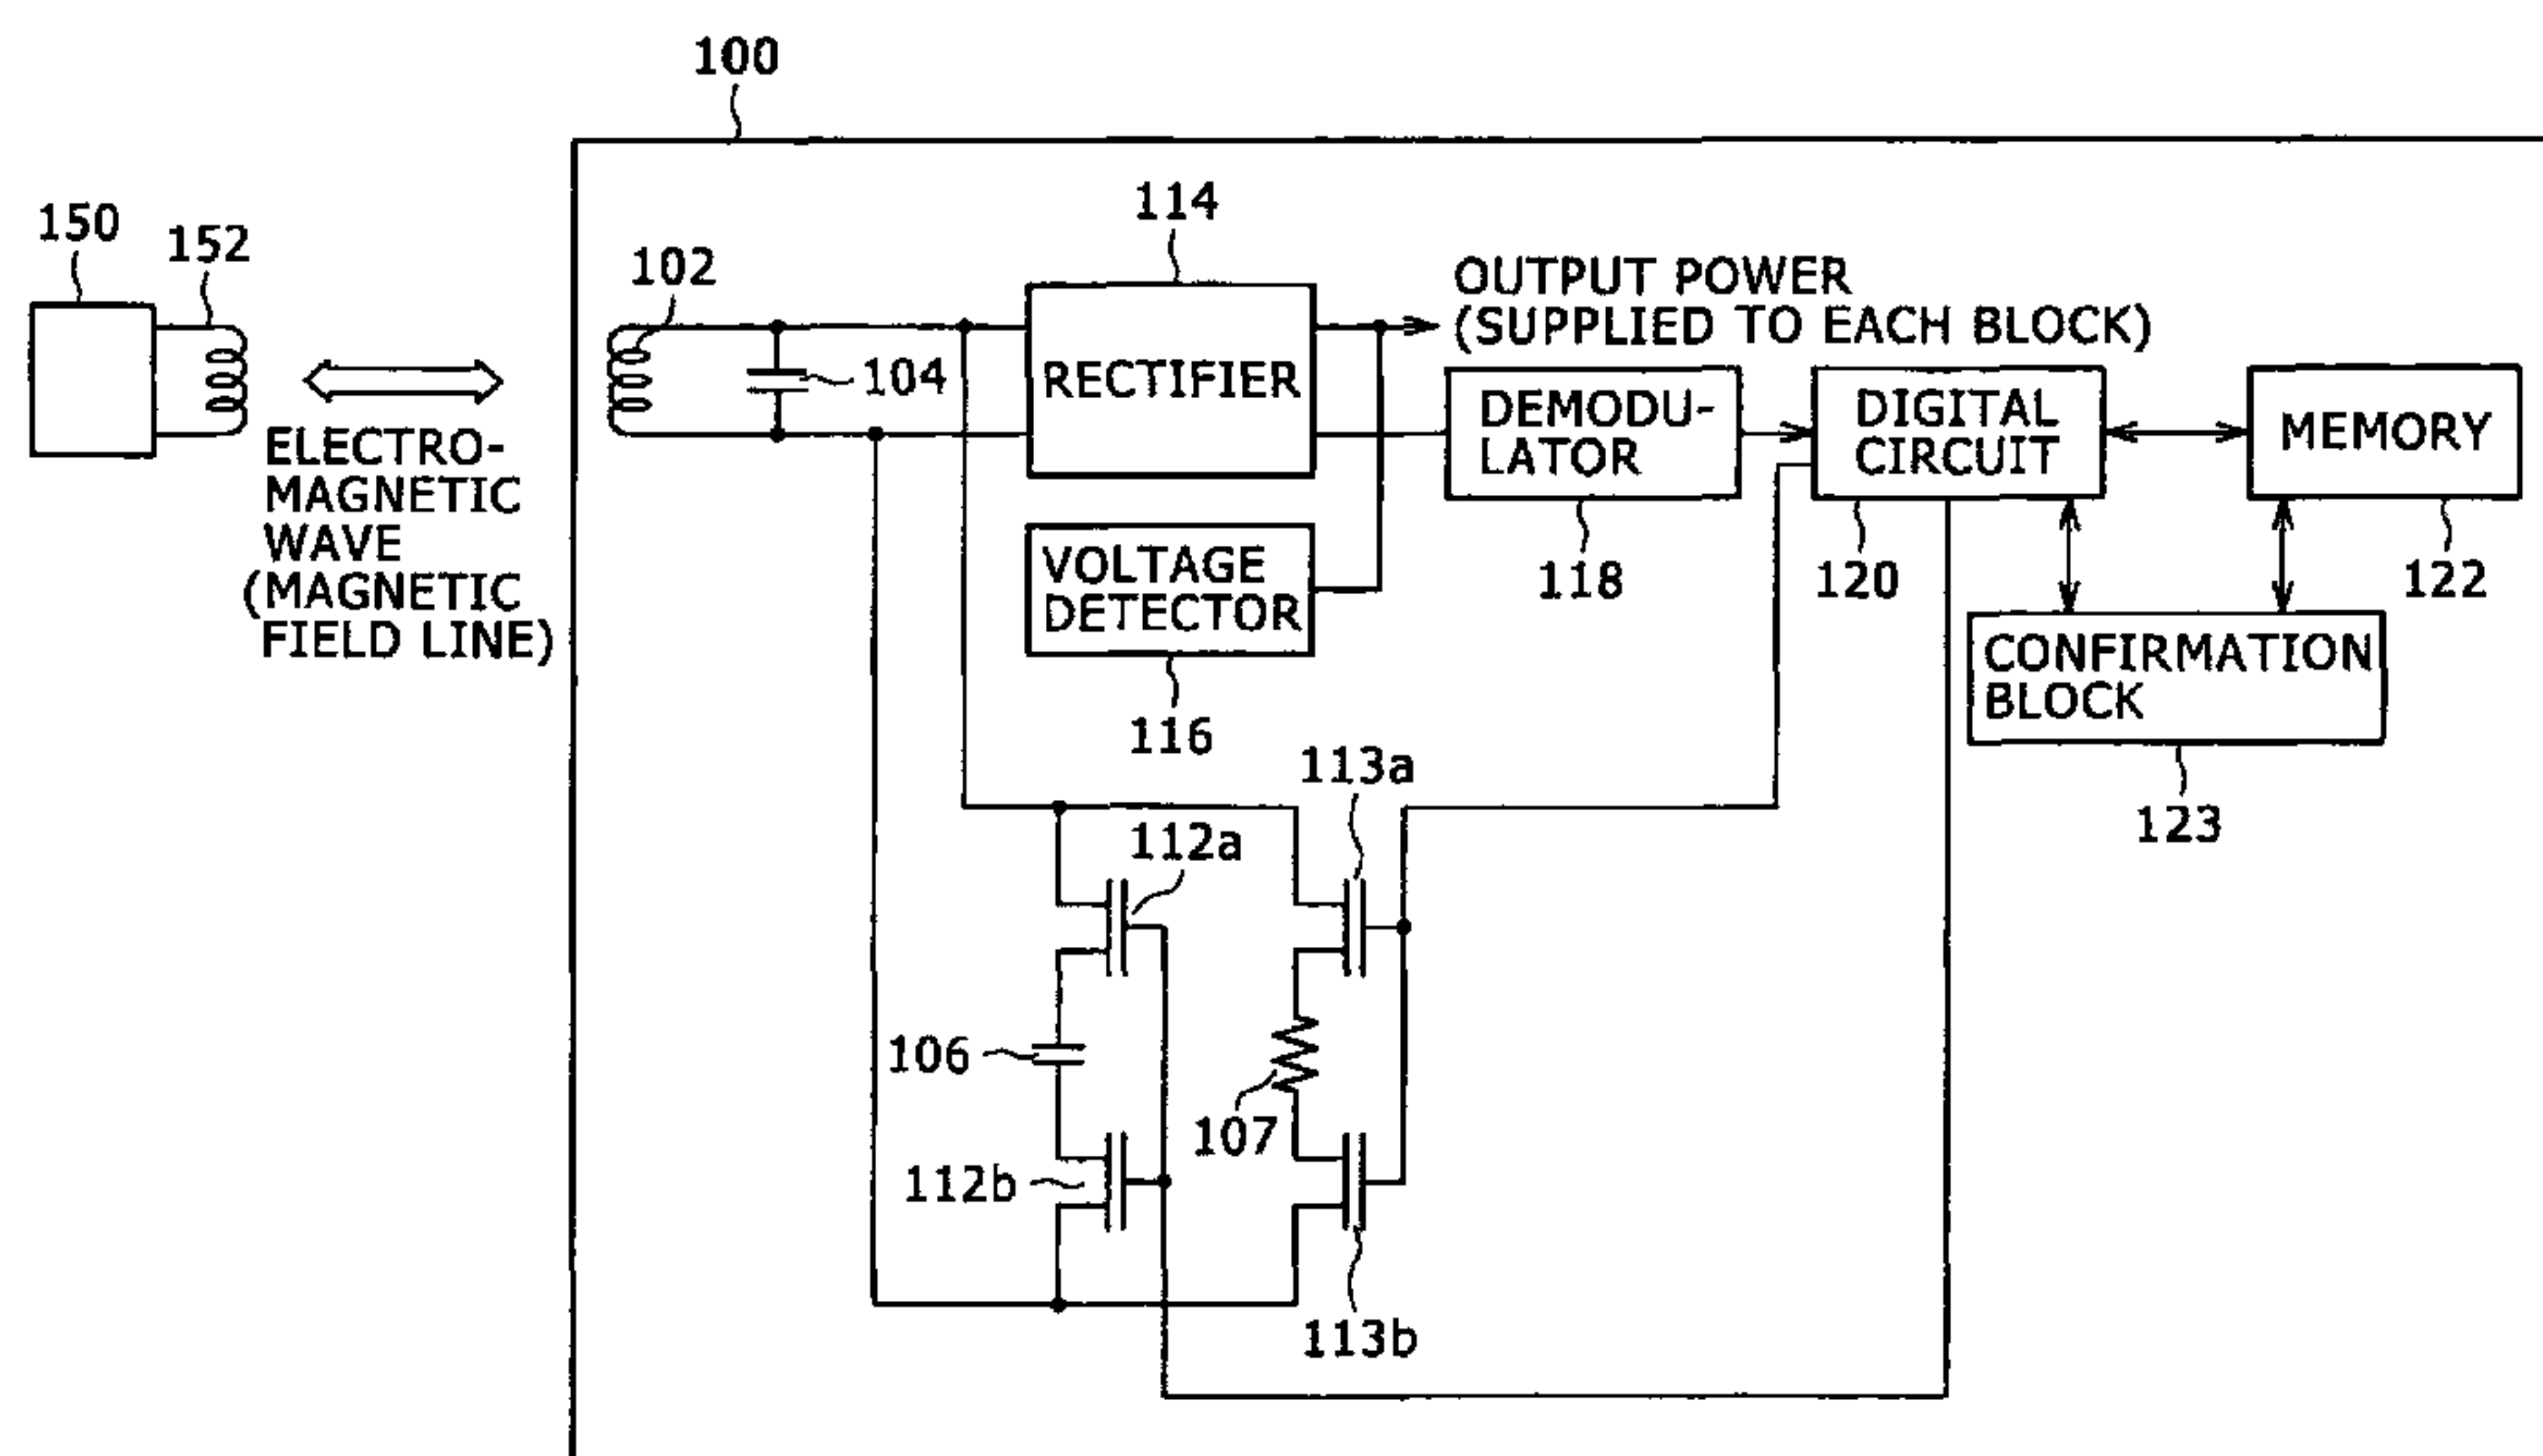 100
150
152
102
114
OUTPUT POWER
(SUPPLIED TO EACH BLOCK)
104
RECTIFIER
DEMODU-
LATOR
DIGITAL
CIRCUIT
MEMORY
ELECTRO-
MAGNETIC
WAVE
(MAGNETIC
FIELD LINE)
VOLTAGE
DETECTOR
118
120
122
CONFIRMATION
BLOCK
116
113a
123
112a
106
107
112b
113b